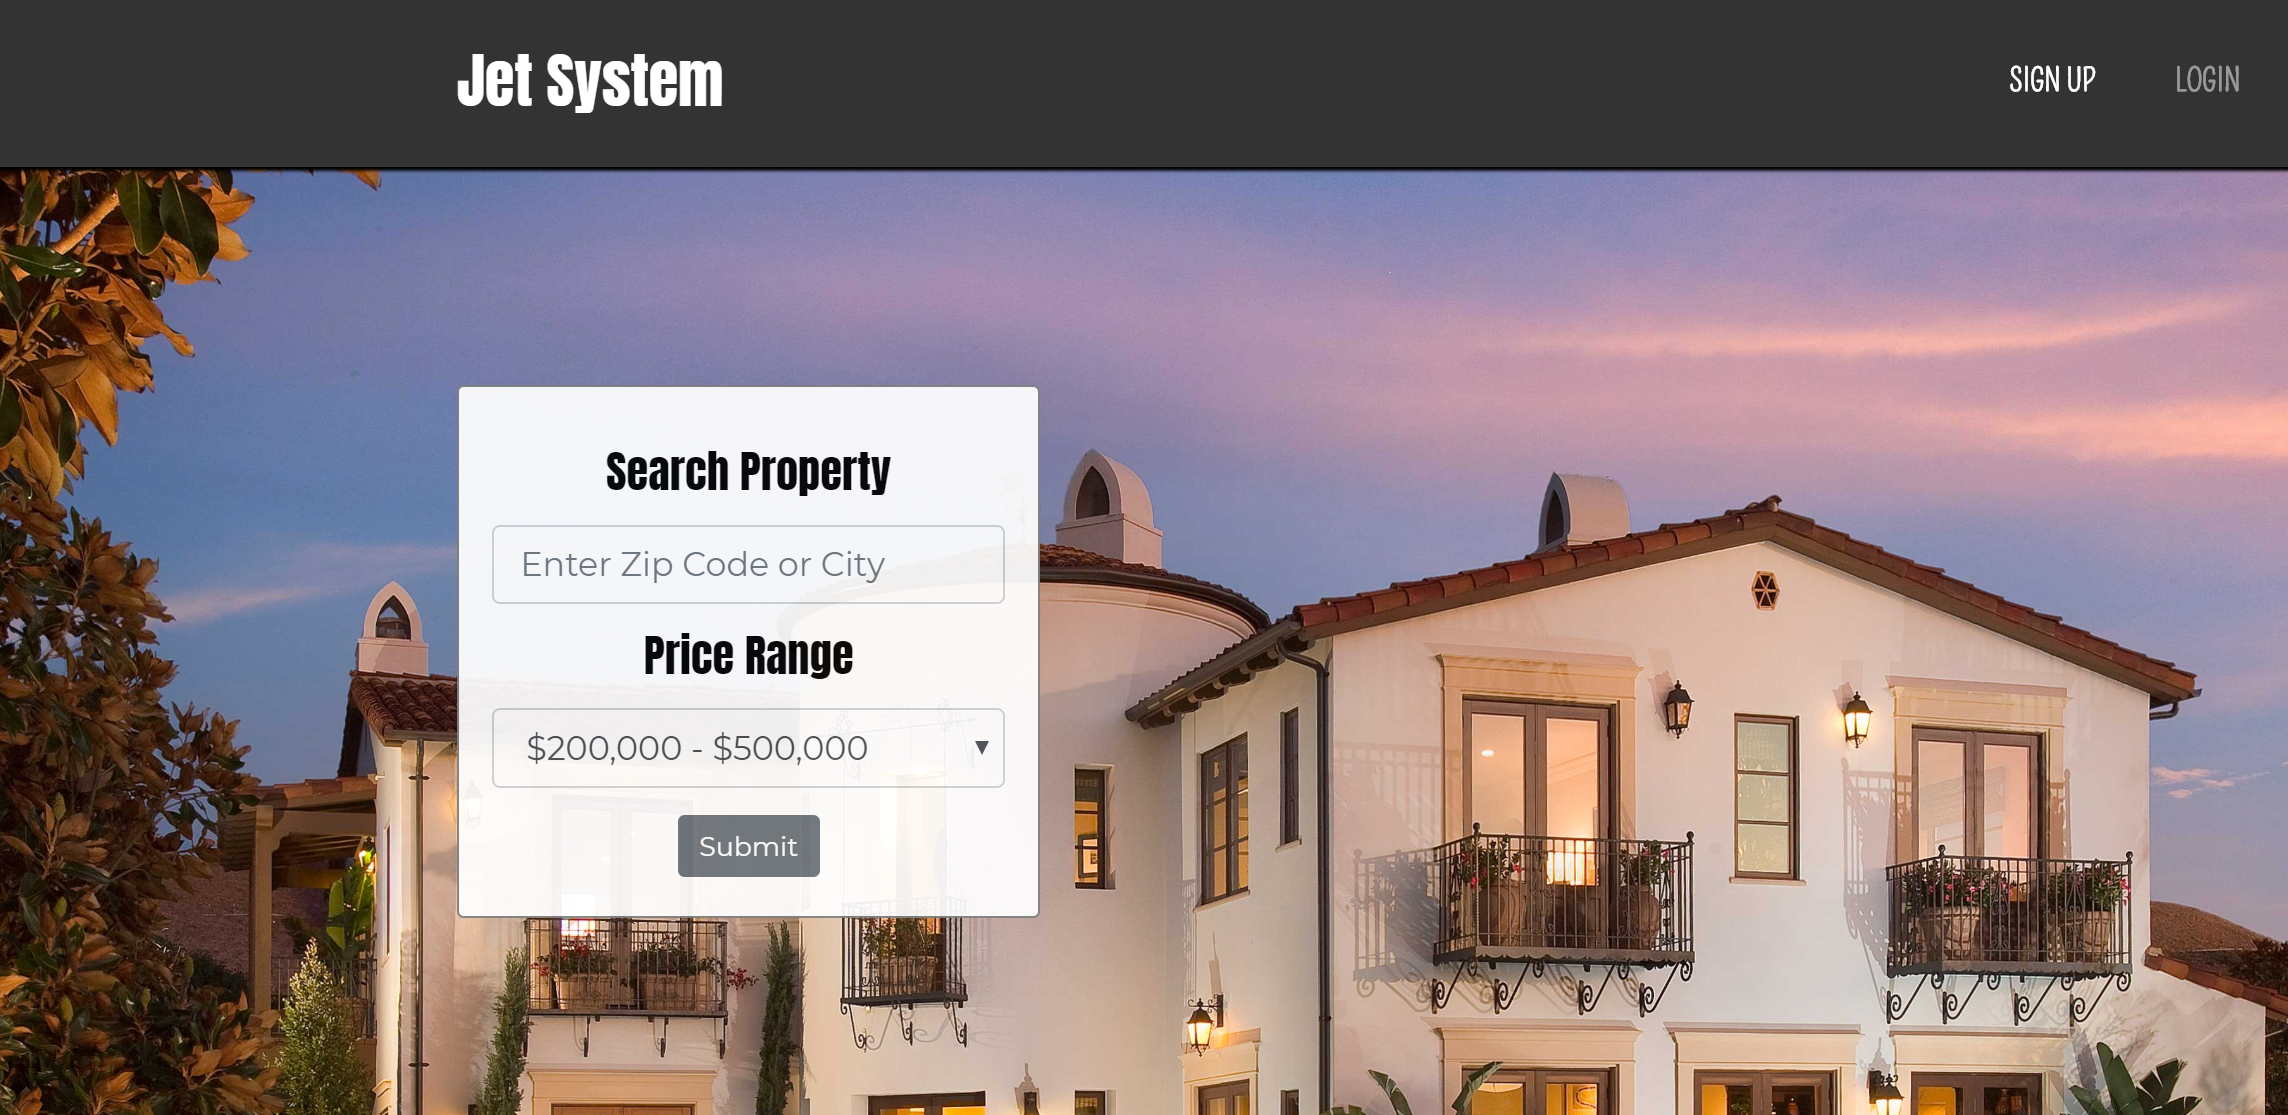 Jet System
SIGN UP
LOGIN
Search Property
Enter Zip Code or City
Price Range
$200,000 - $500,000
Submit